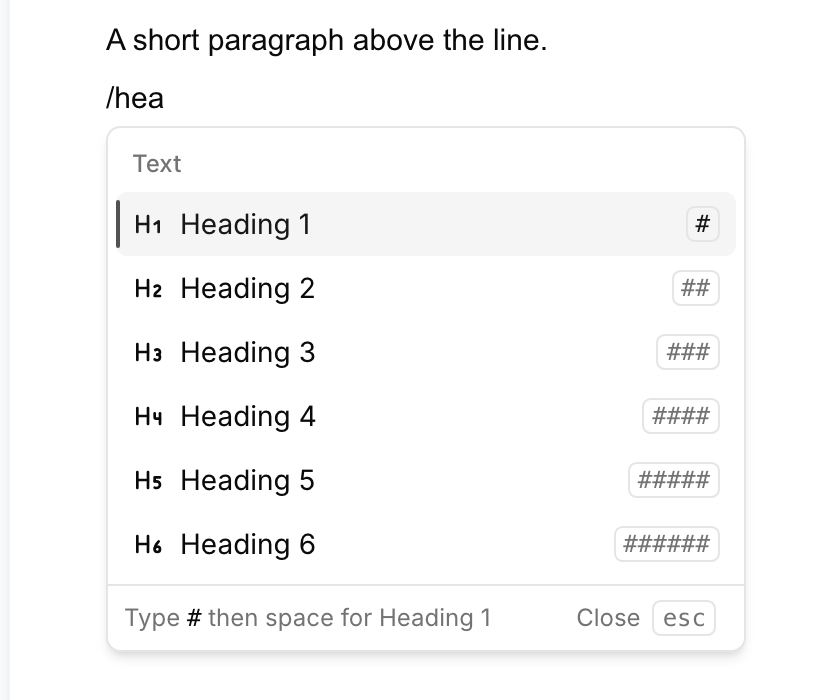 A short paragraph above the line.
/hea
Text
H1 Heading 1 #
H2 Heading 2 ##
H3 Heading 3 ###
H4 Heading 4 ####
H5 Heading 5 #####
H6 Heading 6 ######
Type # then space for Heading 1 Close esc